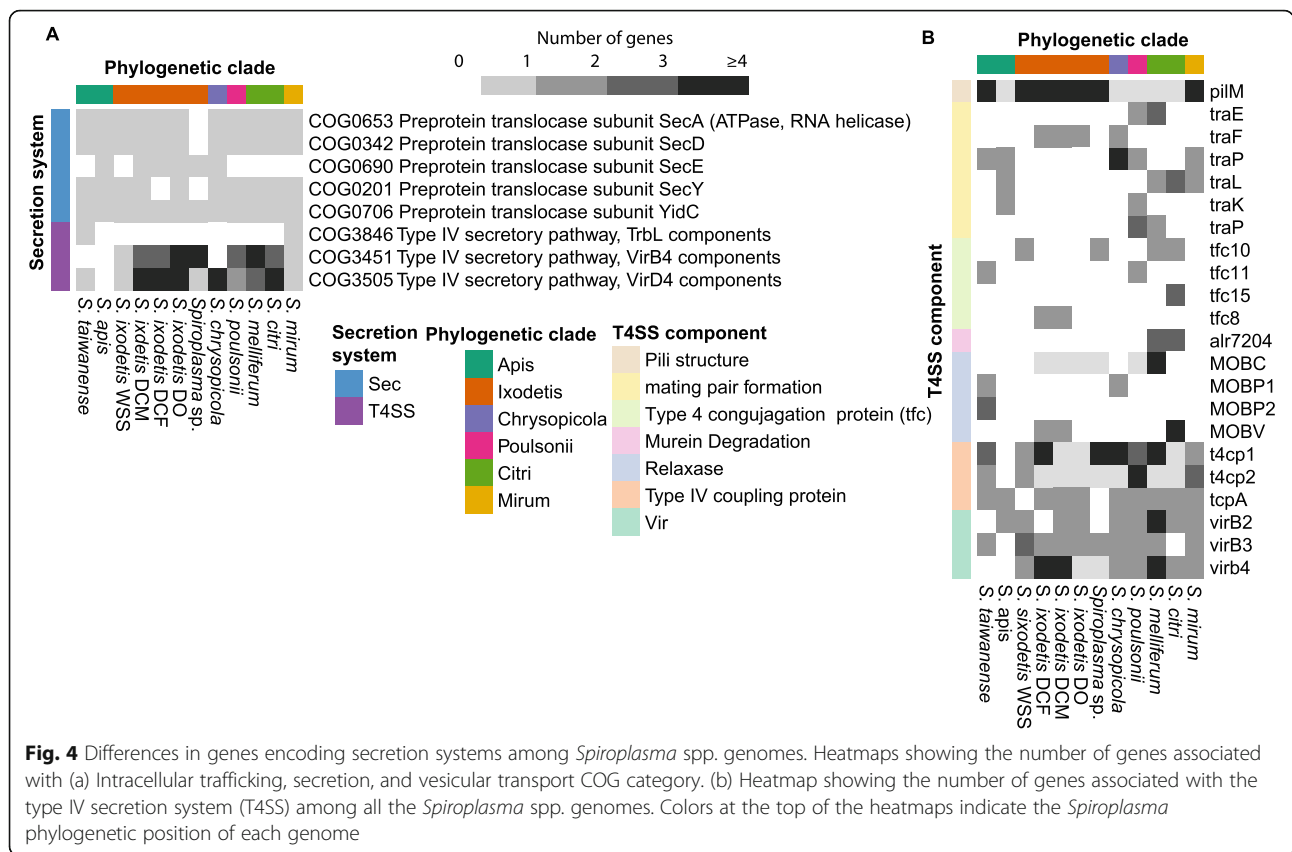 A
Phylogenetic clade
Number of genes
0 1 2 3 ≥4
Secretion system
COG0653 Preprotein translocase subunit SecA (ATPase, RNA helicase)
COG0342 Preprotein translocase subunit SecD
COG0690 Preprotein translocase subunit SecE
COG0201 Preprotein translocase subunit SecY
COG0706 Preprotein translocase subunit YidC
COG3846 Type IV secretory pathway, TrbL components
COG3451 Type IV secretory pathway, VirB4 components
COG3505 Type IV secretory pathway, VirD4 components
S. taiwanense
S. apis
S. ixodetis WSS
S. ixdetis DCM
S. ixodetis DCF
S. ixodetis DO
Spiroplasma sp.
S. chrysopicola
S. poulsonii
S. melliferum
S. citri
S. mirum
Secretion
system
Sec
T4SS
Phylogenetic clade
Apis
Ixodetis
Chrysopicola
Poulsonii
Citri
Mirum
T4SS component
Pili structure
mating pair formation
Type 4 congujagation protein (tfc)
Murein Degradation
Relaxase
Type IV coupling protein
Vir
B
Phylogenetic clade
T4SS component
pilM
traE
traF
traP
traL
traK
traP
tfc10
tfc11
tfc15
tfc8
alr7204
MOBC
MOBP1
MOBP2
MOBV
t4cp1
t4cp2
tcpA
virB2
virB3
virb4
S. taiwanense
S. apis
S. sixodetis WSS
S. ixodetis DCF
S. ixodetis DCM
S. ixodetis DO
Spiroplasma sp.
S. chrysopicola
S. poulsonii
S. melliferum
S. citri
S. mirum
Fig. 4 Differences in genes encoding secretion systems among Spiroplasma spp. genomes. Heatmaps showing the number of genes associated
with (a) Intracellular trafficking, secretion, and vesicular transport COG category. (b) Heatmap showing the number of genes associated with the
type IV secretion system (T4SS) among all the Spiroplasma spp. genomes. Colors at the top of the heatmaps indicate the Spiroplasma
phylogenetic position of each genome